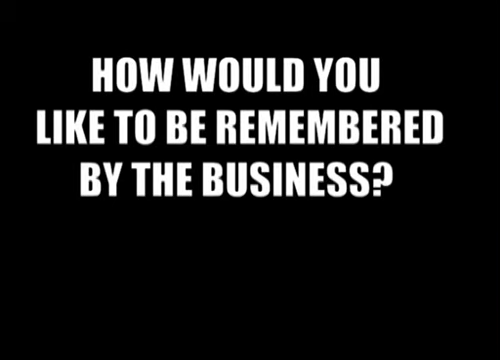 HOW WOULD YOU
LIKE TO BE REMEMBERED
BY THE BUSINESS?